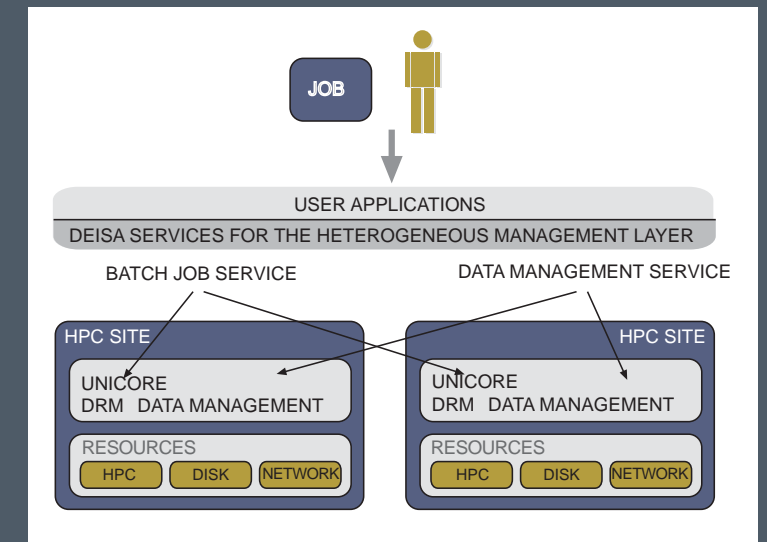 JOB
USER APPLICATIONS
DEISA SERVICES FOR THE HETEROGENEOUS MANAGEMENT LAYER
BATCH JOB SERVICE
DATA MANAGEMENT SERVICE
HPC SITE
UNICORE
DRM DATA MANAGEMENT
RESOURCES
HPC DISK NETWORK
HPC SITE
UNICORE
DRM DATA MANAGEMENT
RESOURCES
HPC DISK NETWORK